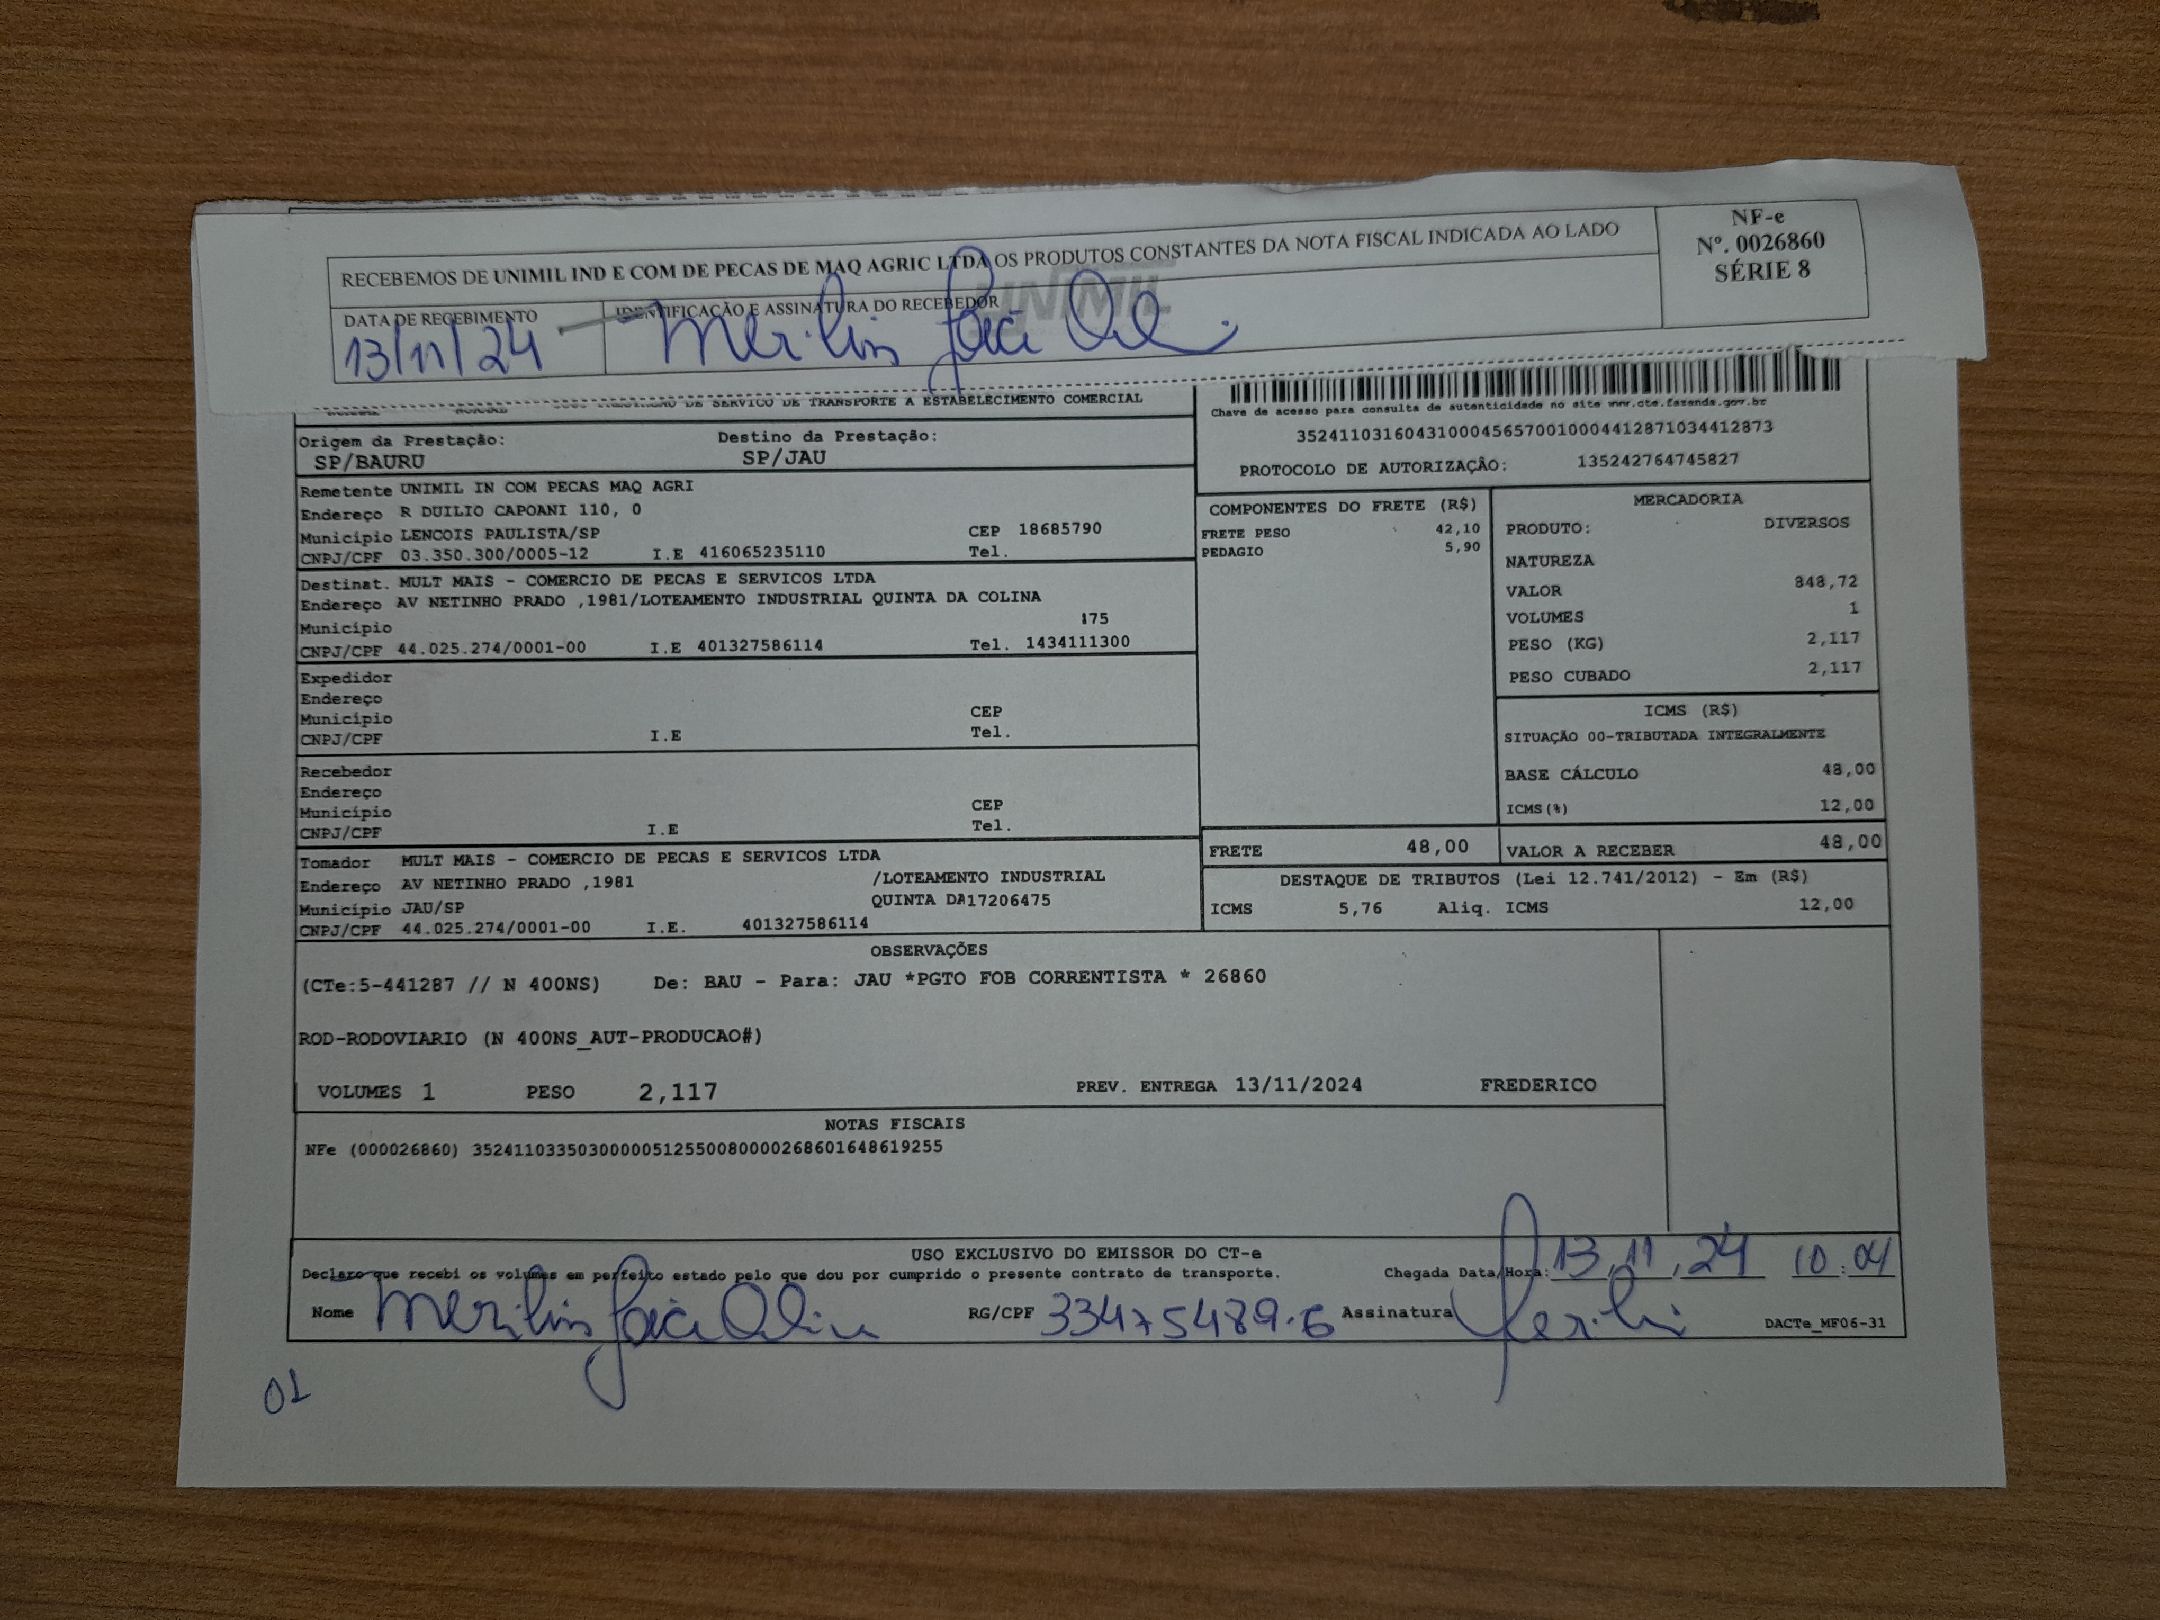 NF-e
Nº. 0026860
SÉRIE 8
RECEBEMOS DE UNIMIL IND E COM DE PECAS DE MAQ AGRIC LTDA OS PRODUTOS CONSTANTES DA NOTA FISCAL INDICADA AO LADO
DATA DE RECEBIMENTO IDENTIFICAÇÃO E ASSINATURA DO RECEBEDOR
UNIMIL
13/11/24
DE SERVICO DE TRANSPORTE A ESTABELECIMENTO COMERCIAL
Chave de acesso para consulta de autenticidade no site www.cte.fazenda.gov.br
35241103160431000456570010004412871034412873
PROTOCOLO DE AUTORIZAÇÃO: 135242764745827
Origem da Prestação: Destino da Prestação:
SP/BAURU SP/JAU
Remetente UNIMIL IN COM PECAS MAQ AGRI
Endereço R DUILIO CAPOANI 110, 0
Município LENCOIS PAULISTA/SP CEP 18685790
CNPJ/CPF 03.350.300/0005-12 I.E 416065235110 Tel.
Destinat. MULT MAIS - COMERCIO DE PECAS E SERVICOS LTDA
Endereço AV NETINHO PRADO ,1981/LOTEAMENTO INDUSTRIAL QUINTA DA COLINA
Município 175
CNPJ/CPF 44.025.274/0001-00 I.E 401327586114 Tel. 1434111300
Expedidor
Endereço
Município CEP
CNPJ/CPF I.E Tel.
Recebedor
Endereço
Município CEP
CNPJ/CPF I.E Tel.
Tomador MULT MAIS - COMERCIO DE PECAS E SERVICOS LTDA
Endereço AV NETINHO PRADO ,1981 /LOTEAMENTO INDUSTRIAL
Município JAU/SP QUINTA DA17206475
CNPJ/CPF 44.025.274/0001-00 I.E. 401327586114
COMPONENTES DO FRETE (R$)
FRETE PESO 42,10
PEDAGIO 5,90
MERCADORIA
PRODUTO: DIVERSOS
NATUREZA
VALOR 848,72
VOLUMES 1
PESO (KG) 2,117
PESO CUBADO 2,117
ICMS (R$)
SITUAÇÃO 00-TRIBUTADA INTEGRALMENTE
BASE CÁLCULO 48,00
ICMS(%) 12,00
FRETE 48,00 VALOR A RECEBER 48,00
DESTAQUE DE TRIBUTOS (Lei 12.741/2012) - Em (R$)
ICMS 5,76 Aliq. ICMS 12,00
OBSERVAÇÕES
(CTe:5-441287 // N 400NS) De: BAU - Para: JAU *PGTO FOB CORRENTISTA * 26860
ROD-RODOVIARIO (N 400NS_AUT-PRODUCAO#)
VOLUMES 1 PESO 2,117 PREV. ENTREGA 13/11/2024 FREDERICO
NOTAS FISCAIS
NFe (000026860) 35241103350300000512550080000268601648619255
USO EXCLUSIVO DO EMISSOR DO CT-e
Declaro que recebi os volumes em perfeito estado pelo que dou por cumprido o presente contrato de transporte. Chegada Data/Hora: 13,11,24 10:04
Nome RG/CPF 33475489-6 Assinatura
DACTe_MF06-31
01